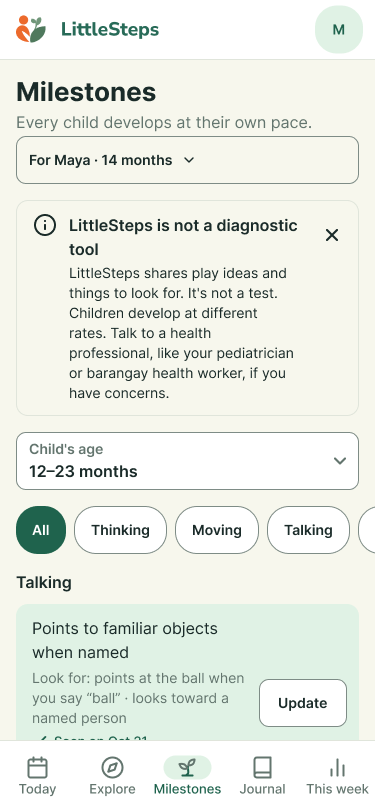 LittleSteps
M
Milestones
Every child develops at their own pace.
For Maya · 14 months
LittleSteps is not a diagnostic
tool
LittleSteps shares play ideas and
things to look for. It's not a test.
Children develop at different
rates. Talk to a health
professional, like your pediatrician
or barangay health worker, if you
have concerns.
Child's age
12–23 months
All
Thinking
Moving
Talking
Talking
Points to familiar objects
when named
Look for: points at the ball when
you say “ball” · looks toward a
named person
Update
Today
Explore
Milestones
Journal
This week